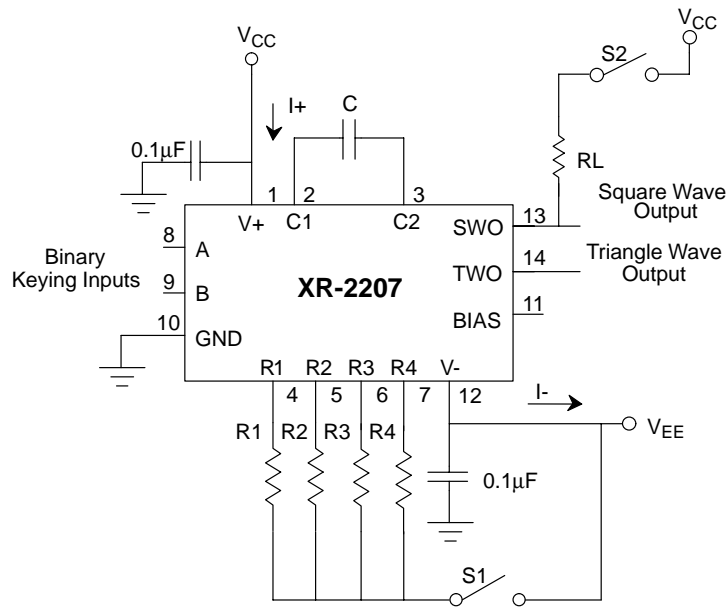 VCC
VCC
S2
I+
C
0.1µF
RL
1
2
3
V+
C1
C2
SWO
13
Square Wave
Output
8
A
Binary
Keying Inputs
9
B
XR-2207
TWO
14
Triangle Wave
Output
10
GND
BIAS
11
R1
R2
R3
R4
V-
4
5
6
7
12
I-
R1
R2
R3
R4
VEE
0.1µF
S1